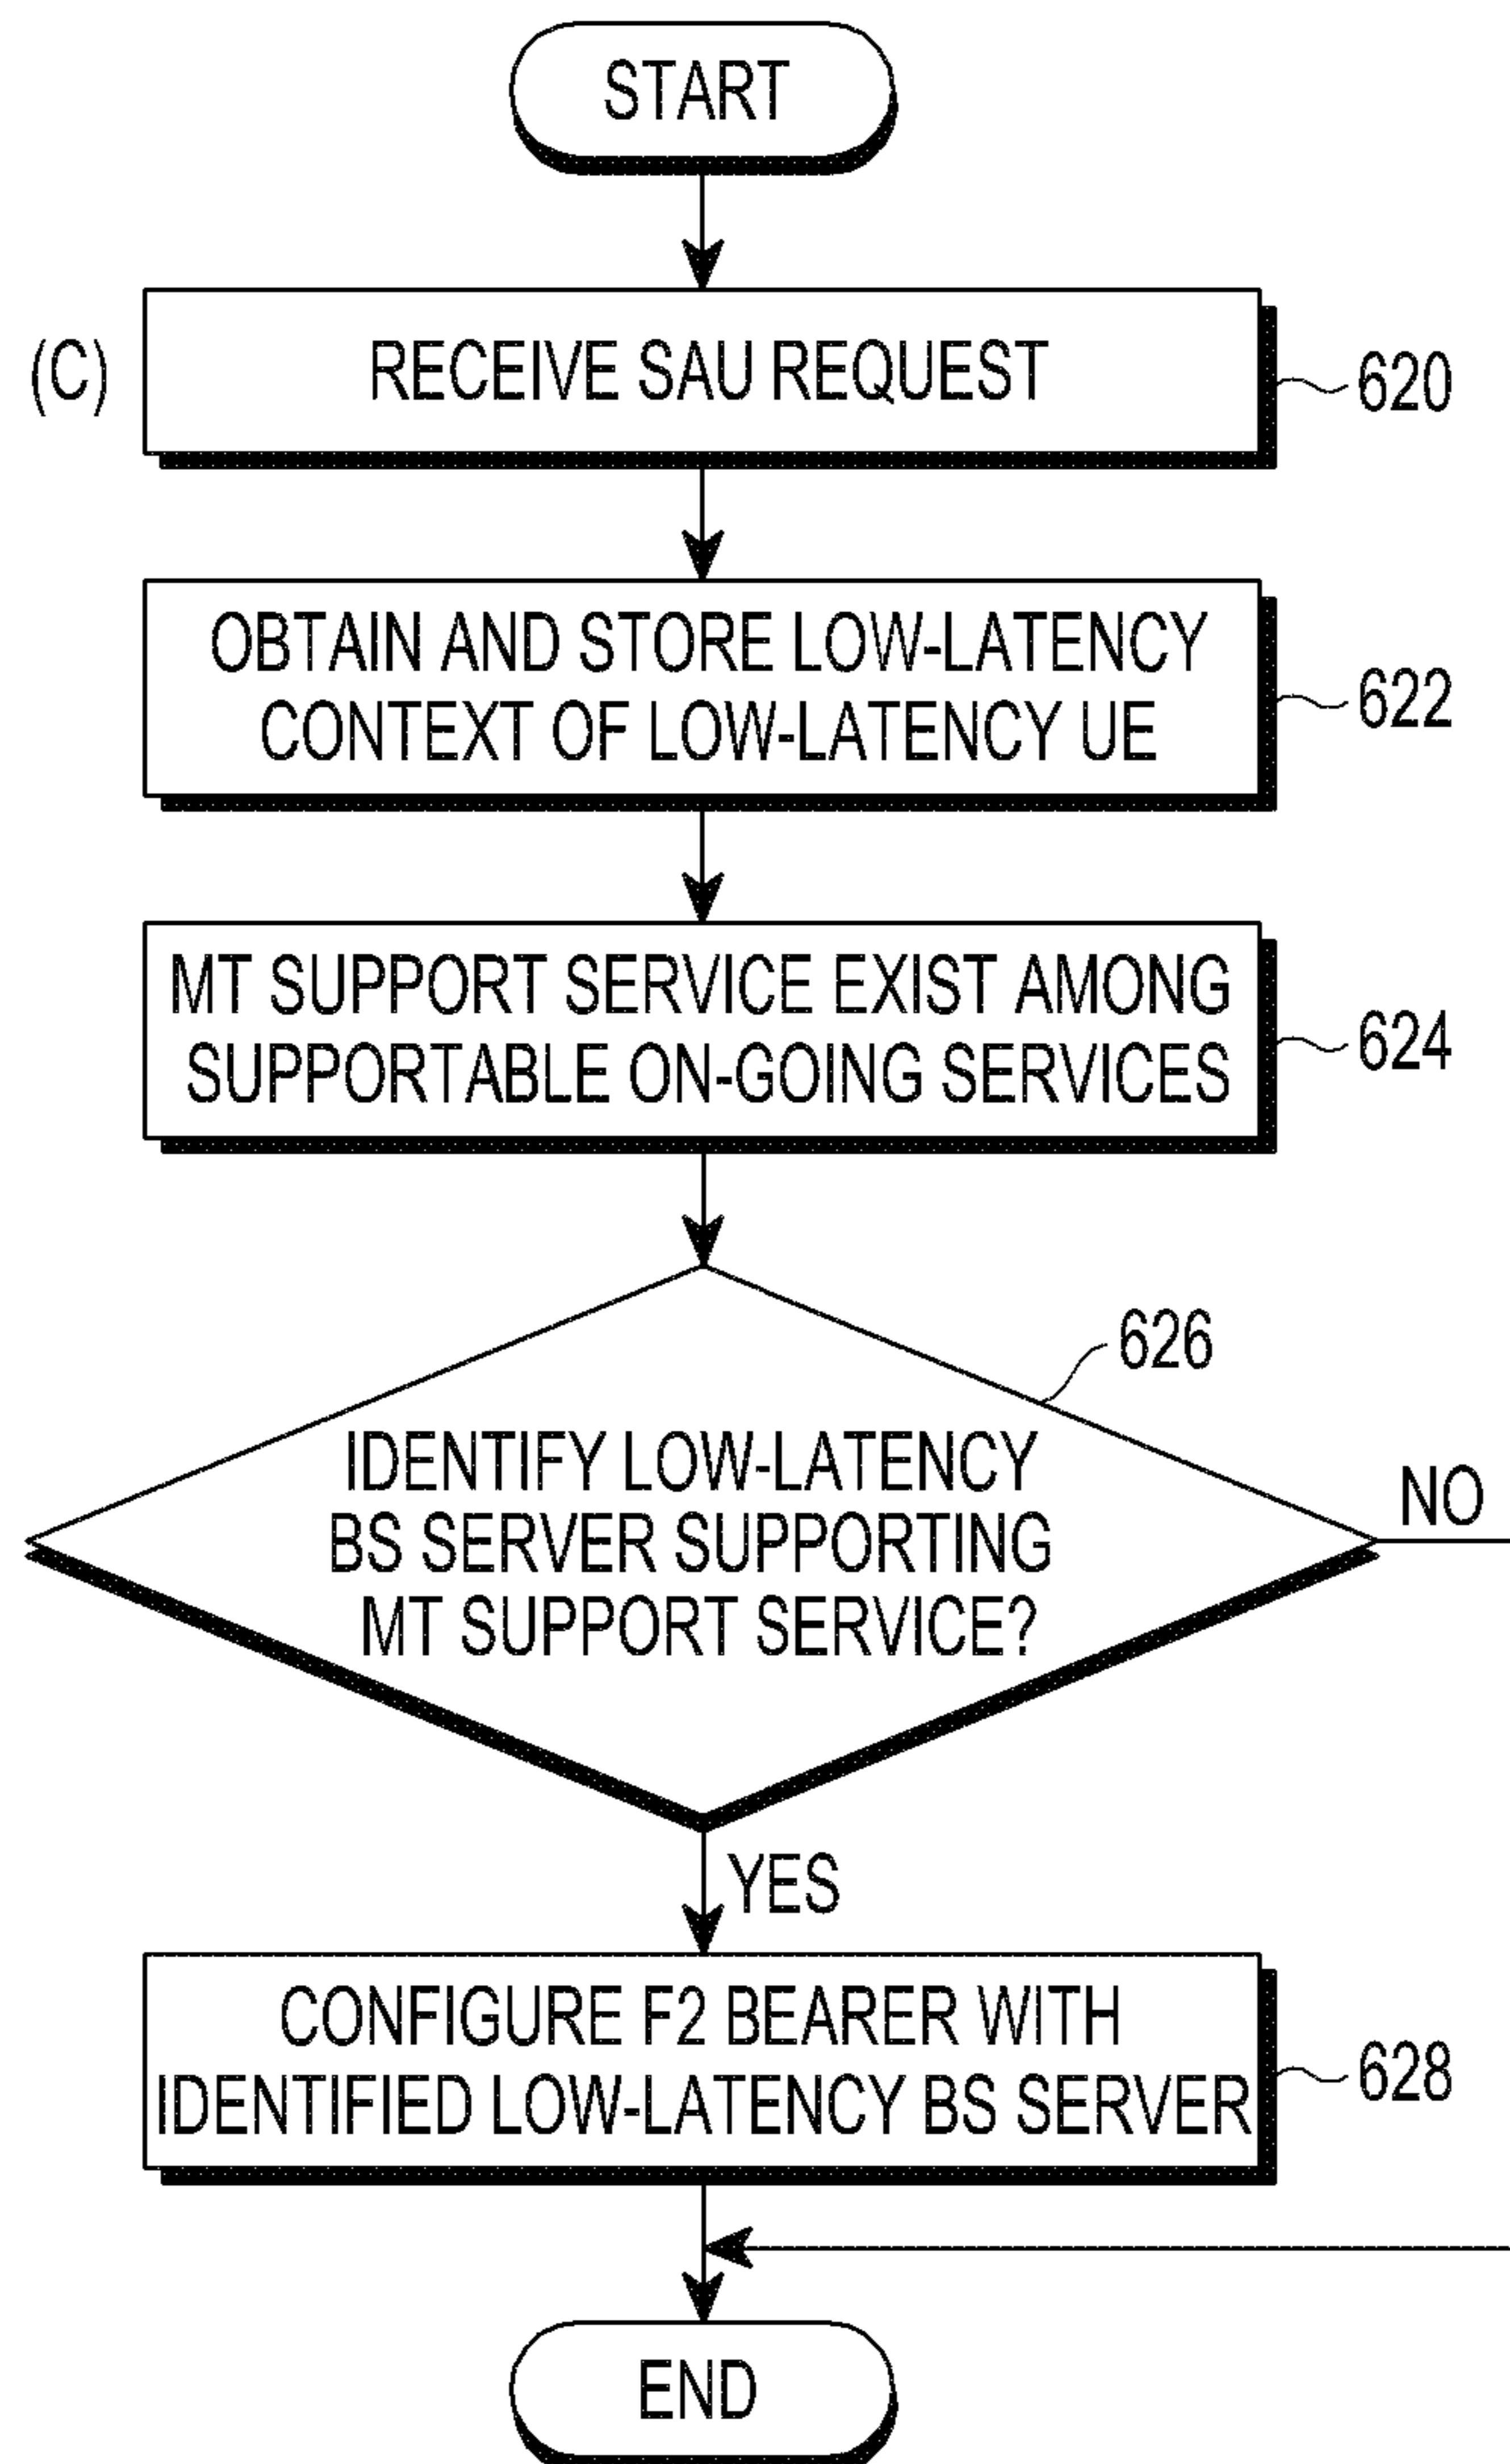 START
(C)
RECEIVE SAU REQUEST
620
OBTAIN AND STORE LOW-LATENCY
CONTEXT OF LOW-LATENCY UE
622
MT SUPPORT SERVICE EXIST AMONG
SUPPORTABLE ON-GOING SERVICES
624
626
IDENTIFY LOW-LATENCY
BS SERVER SUPPORTING
MT SUPPORT SERVICE?
NO
YES
CONFIGURE F2 BEARER WITH
IDENTIFIED LOW-LATENCY BS SERVER
628
END